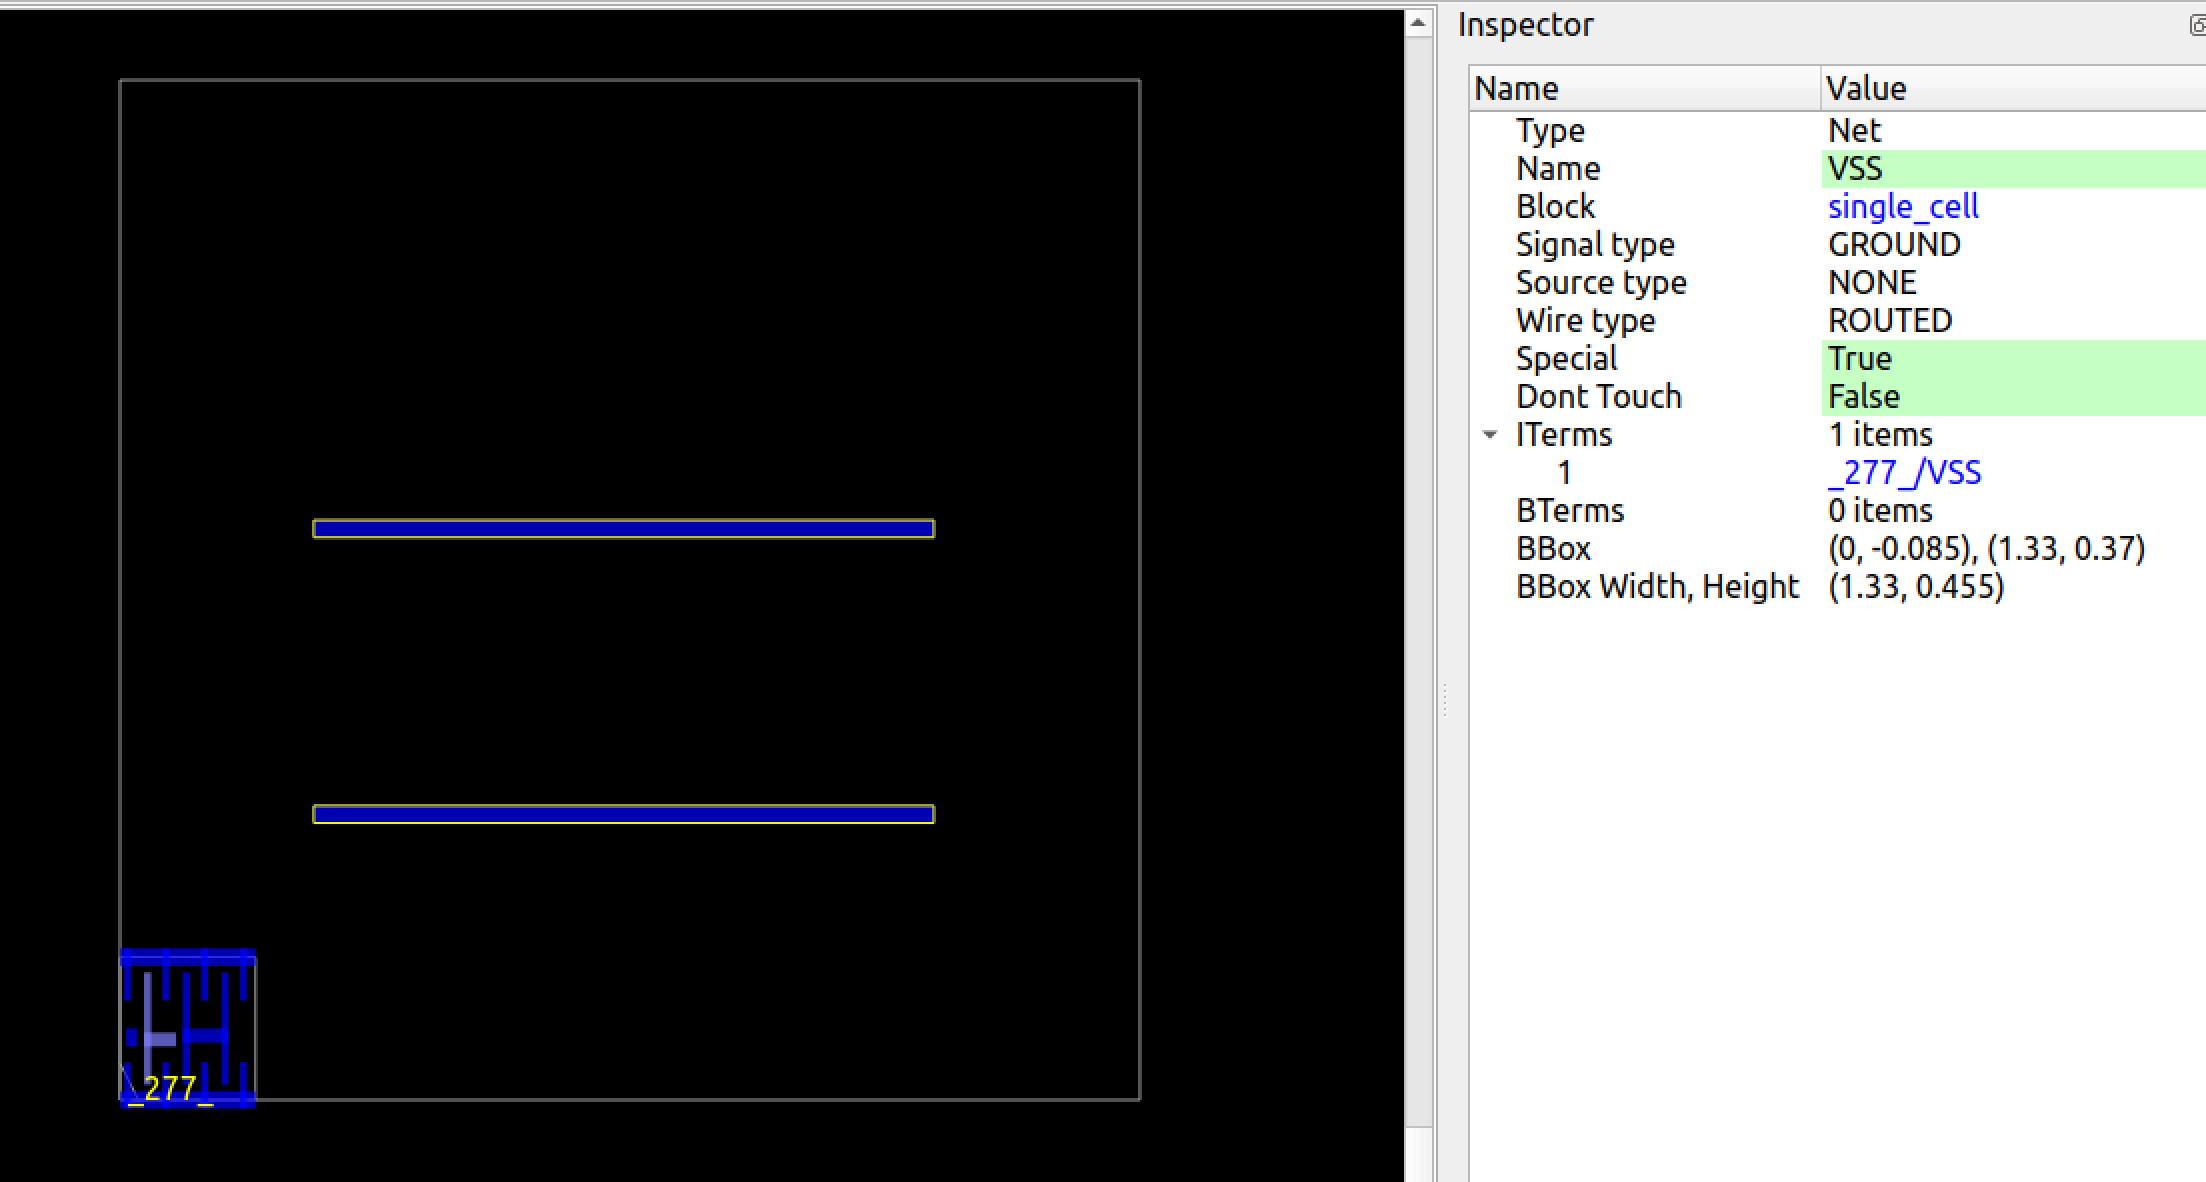 Inspector
Name Value
Type Net
Name VSS
Block single_cell
Signal type GROUND
Source type NONE
Wire type ROUTED
Special True
Dont Touch False
ITerms 1 items
1 _277_/VSS
BTerms 0 items
BBox (0, -0.085), (1.33, 0.37)
BBox Width, Height (1.33, 0.455)
_277_